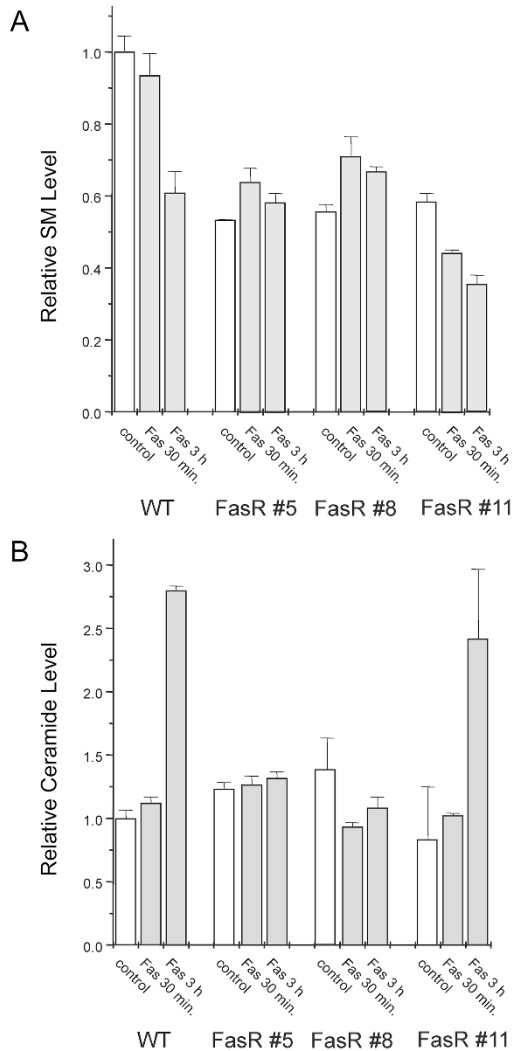 A
Relative SM Level
1.0
0.8
0.6
0.4
0.2
0.0
control Fas 30 min. Fas 3 h control Fas 30 min. Fas 3 h control Fas 30 min. Fas 3 h control Fas 30 min. Fas 3 h
WT FasR #5 FasR #8 FasR #11
B
Relative Ceramide Level
3.0
2.5
2.0
1.5
1.0
0.5
0.0
control Fas 30 min. Fas 3 h control Fas 30 min. Fas 3 h control Fas 30 min. Fas 3 h control Fas 30 min. Fas 3 h
WT FasR #5 FasR #8 FasR #11